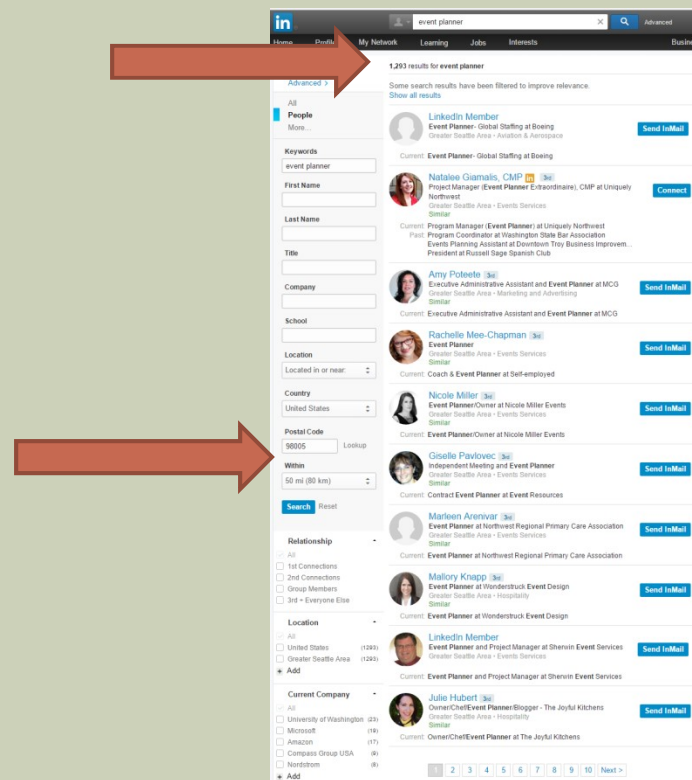 in
event planner
Advanced
Home Profile My Network Learning Jobs Interests
1,293 results for event planner
Advanced >
All
People
More...
Keywords
event planner
First Name
Last Name
Title
Company
School
Location
Located in or near:
Country
United States
Postal Code
98005 Lookup
Within
50 mi (80 km)
Search Reset
Relationship
All
1st Connections
2nd Connections
Group Members
3rd + Everyone Else
Location
All
United States (1293)
Greater Seattle Area (1293)
Add
Current Company
All
University of Washington (23)
Microsoft (18)
Amazon (17)
Compass Group USA (9)
Nordstrom (8)
Add
Some search results have been filtered to improve relevance.
Show all results
LinkedIn Member
Event Planner- Global Staffing at Boeing
Greater Seattle Area • Aviation & Aerospace
Send InMail
Current: Event Planner- Global Staffing at Boeing
Natalee Giamalis, CMP in 3rd
Project Manager (Event Planner Extraordinaire), CMP at Uniquely
Northwest
Greater Seattle Area • Events Services
Similar
Connect
Current: Program Manager (Event Planner) at Uniquely Northwest
Past: Program Coordinator at Washington State Bar Association
Events Planning Assistant at Downtown Troy Business Improvem...
President at Russell Sage Spanish Club
Amy Poteete 3rd
Executive Administrative Assistant and Event Planner at MCG
Greater Seattle Area • Marketing and Advertising
Similar
Send InMail
Current: Executive Administrative Assistant and Event Planner at MCG
Rachelle Mee-Chapman 3rd
Event Planner
Greater Seattle Area • Events Services
Similar
Send InMail
Current: Coach & Event Planner at Self-employed
Nicole Miller 3rd
Event Planner/Owner at Nicole Miller Events
Greater Seattle Area • Events Services
Similar
Send InMail
Current: Event Planner/Owner at Nicole Miller Events
Giselle Pavlovec 3rd
Independent Meeting and Event Planner
Greater Seattle Area • Events Services
Similar
Send InMail
Current: Contract Event Planner at Event Resources
Marleen Arenivar 3rd
Event Planner at Northwest Regional Primary Care Association
Greater Seattle Area • Events Services
Similar
Send InMail
Current: Event Planner at Northwest Regional Primary Care Association
Mallory Knapp 3rd
Event Planner at Wonderstruck Event Design
Greater Seattle Area • Hospitality
Similar
Send InMail
Current: Event Planner at Wonderstruck Event Design
LinkedIn Member
Event Planner and Project Manager at Sherwin Event Services
Greater Seattle Area • Events Services
Send InMail
Current: Event Planner and Project Manager at Sherwin Event Services
Julie Hubert 3rd
Owner/Chef/Event Planner/Blogger - The Joyful Kitchens
Greater Seattle Area • Hospitality
Similar
Send InMail
Current: Owner/Chef/Event Planner at The Joyful Kitchens
1 2 3 4 5 6 7 8 9 10 Next >